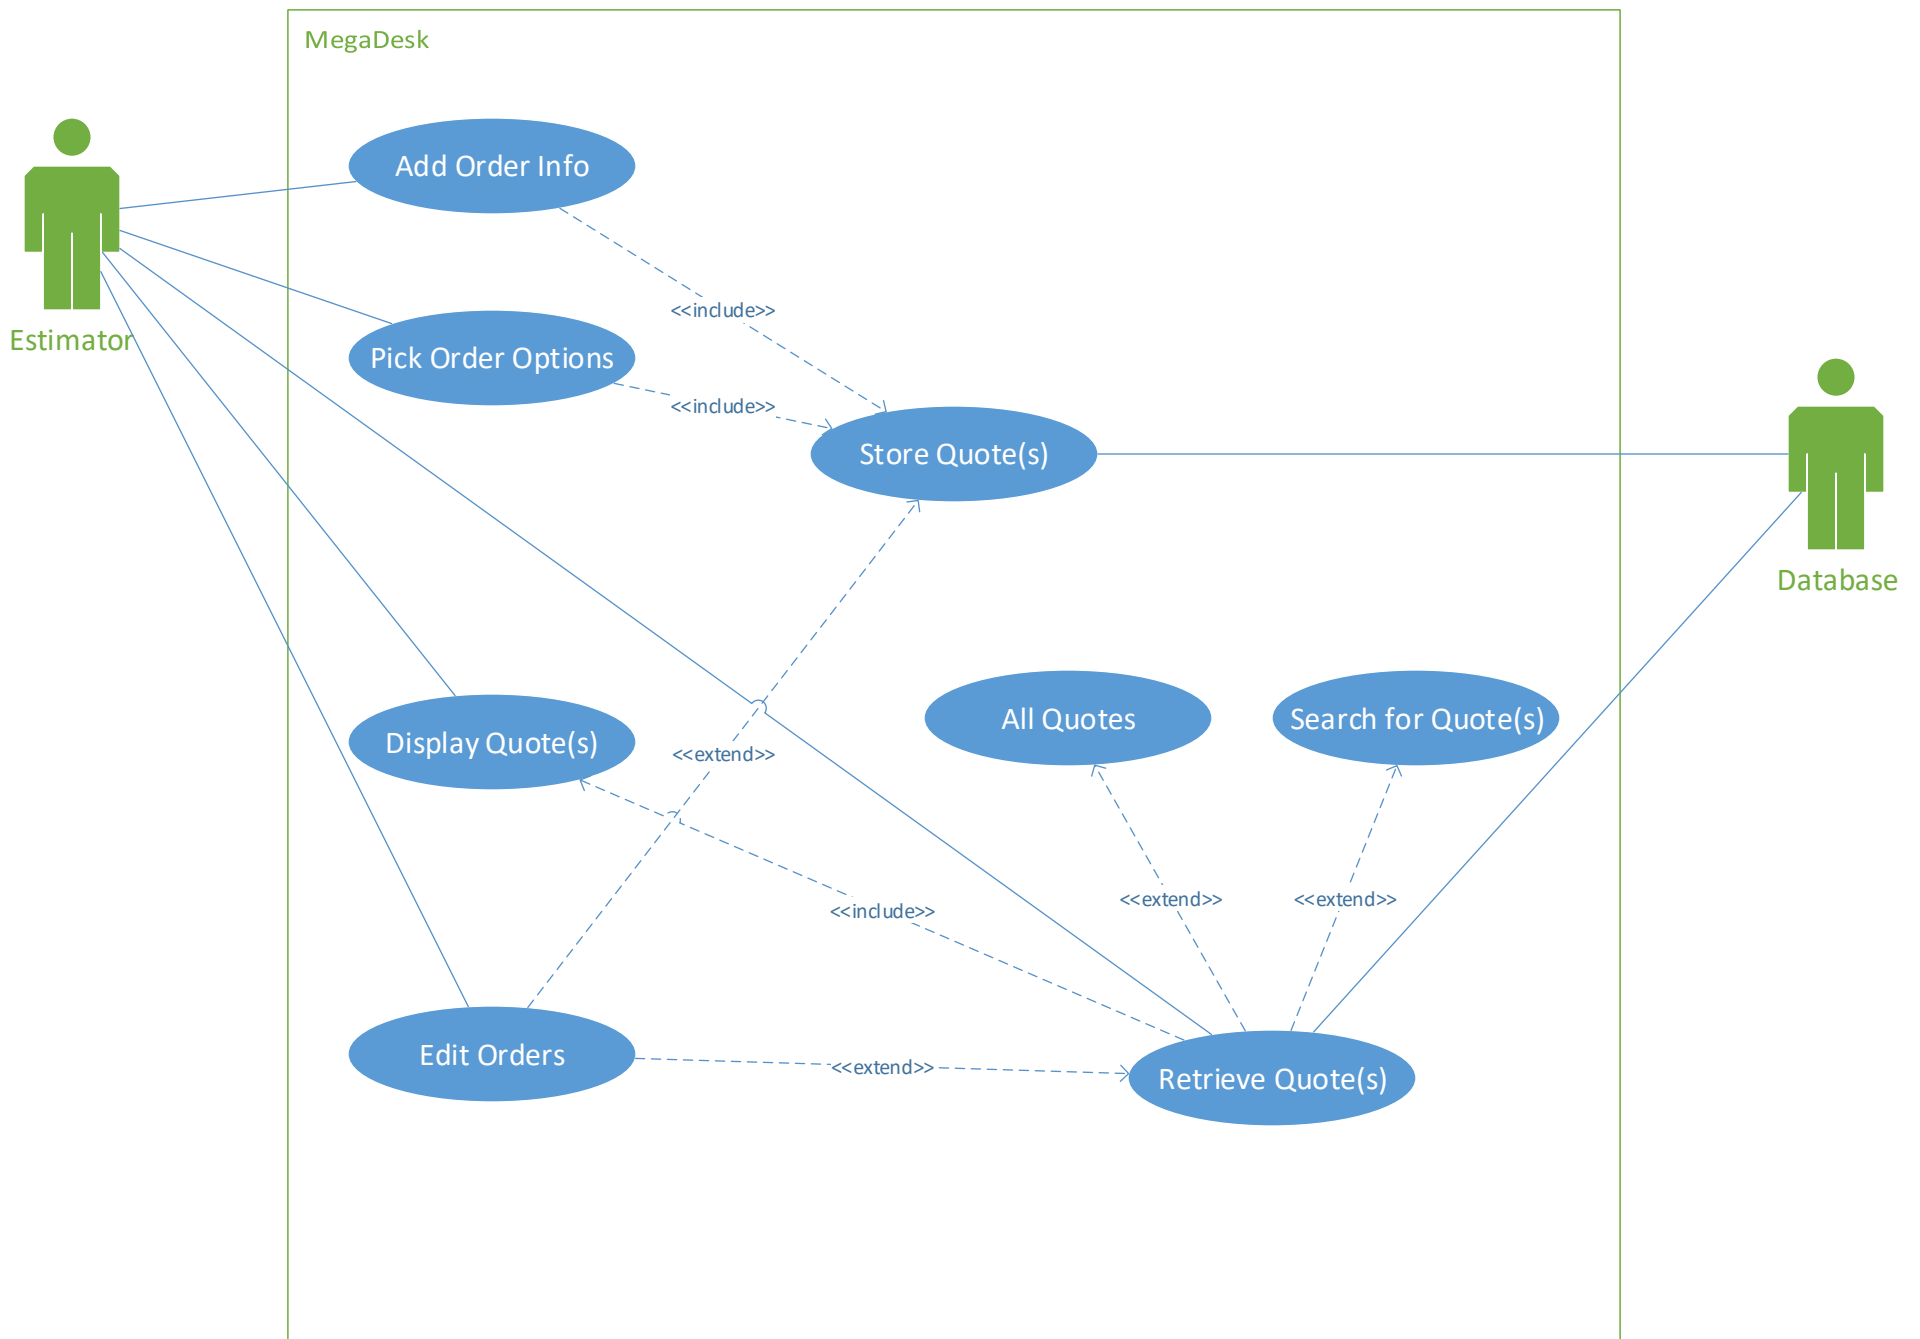 MegaDesk
Add Order Info
<<include>>
Estimator
Pick Order Options
<<include>>
Store Quote(s)
Database
All Quotes
Search for Quote(s)
Display Quote(s)
<<extend>>
<<extend>>
<<extend>>
<<include>>
Edit Orders
<<extend>>
Retrieve Quote(s)